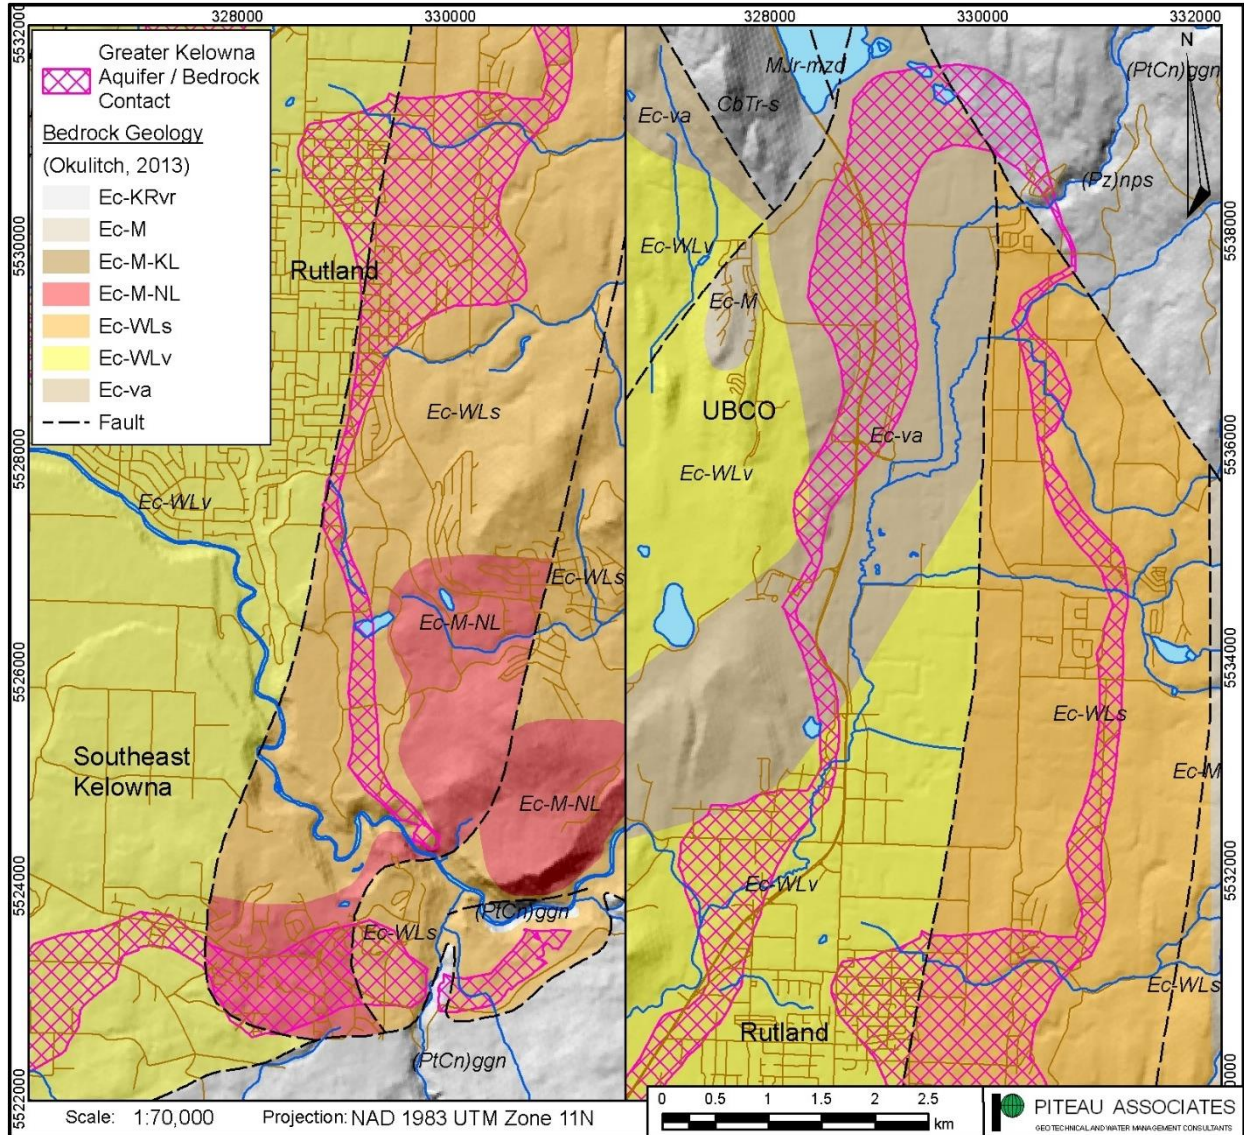 328000
330000
328000
330000
332000
5532000
Greater Kelowna
Aquifer / Bedrock
Contact
Bedrock Geology
(Okulitch, 2013)
Ec-KRvr
Ec-M
Ec-M-KL
Ec-M-NL
Ec-WLs
Ec-WLv
Ec-va
Fault
5530000
5528000
5526000
5524000
5522000
Rutland
Ec-WLs
Ec-WLv
Ec-WLs
Ec-M-NL
Southeast
Kelowna
Ec-M-NL
(PtCn)ggn
Ec-WLs
(PtCn)ggn
N
MJr-mzd
(PtCn)ggn
CbTr-s
Ec-va
(Pz)nps
Ec-WLv
Ec-M
UBCO
Ec-va
Ec-WLv
Ec-WLs
Ec-M
Ec-WLv
Ec-WLs
Rutland
5538000
5536000
5534000
5532000
Scale: 1:70,000
Projection: NAD 1983 UTM Zone 11N
0 0.5 1 1.5 2 2.5
km
PITEAU ASSOCIATES
GEOTECHNICAL AND WATER MANAGEMENT CONSULTANTS